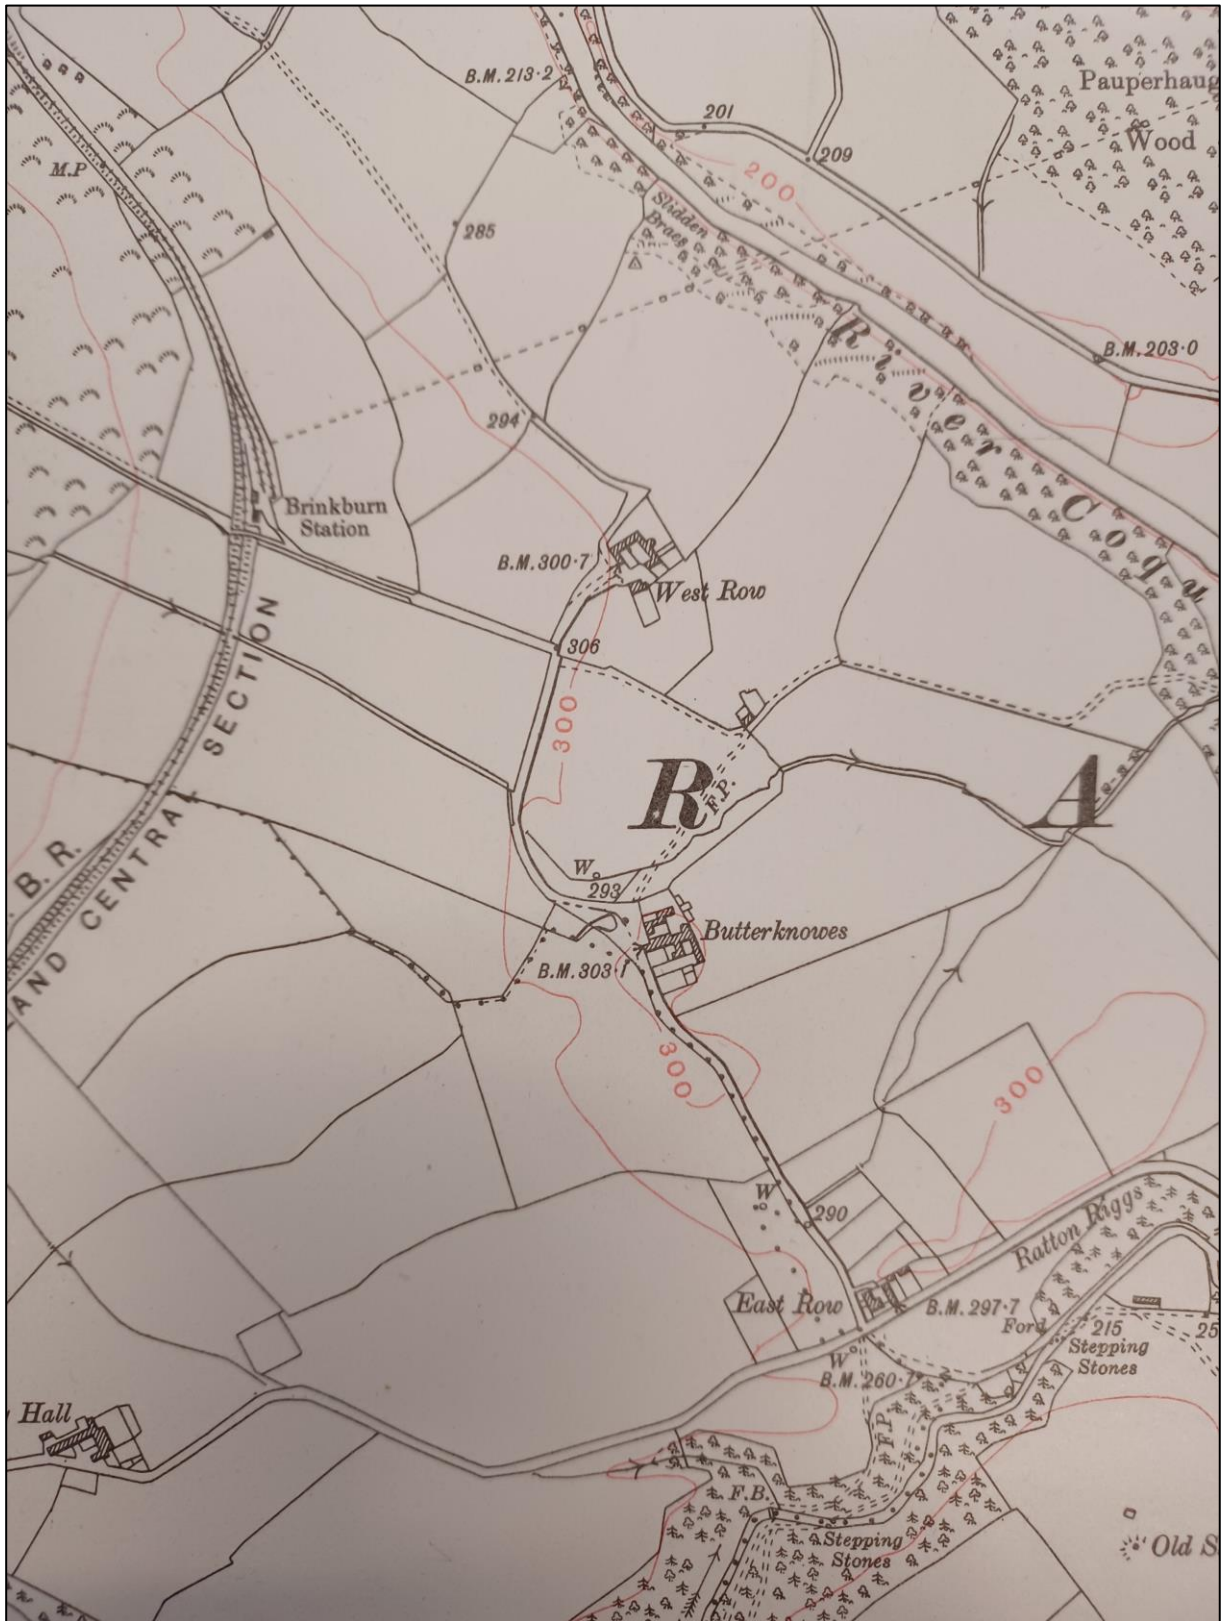 B.M. 213·2
201
Pauperhaug
Wood
209
200
M.P
285
Slidden
Braes
River Coqu
B.M. 203·0
294
Brinkburn
Station
B.M. 300·7
West Row
306
300
SECTION
R
F.P.
A
B. R.
AND CENTRAL
W
293
Butterknowes
B.M. 303·1
300
300
W
290
Ratton Riggs
East Row
B.M. 297·7
Ford
215
25
Stepping
Stones
W
B.M. 260·7
Hall
F.P.
F.B.
Stepping
Stones
Old S